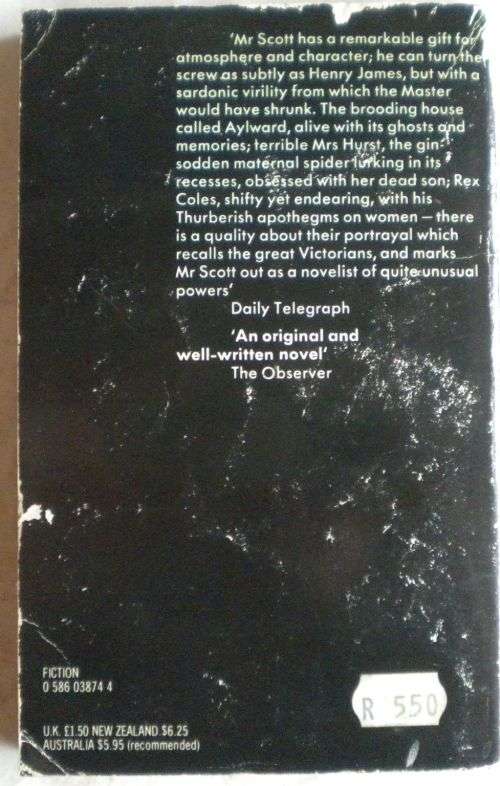 'Mr Scott has a remarkable gift for
atmosphere and character; he can turn the
screw as subtly as Henry James, but with a
sardonic virility from which the Master
would have shrunk. The brooding house
called Aylward, alive with its ghosts and
memories; terrible Mrs Hurst, the gin-
sodden maternal spider lurking in its
recesses, obsessed with her dead son; Rex
Coles, shifty yet endearing, with his
Thurberish apothegms on women – there
is a quality about their portrayal which
recalls the great Victorians, and marks
Mr Scott out as a novelist of quite unusual
powers'
Daily Telegraph
'An original and
well-written novel'
The Observer
FICTION
0 586 03874 4
U.K. £1.50 NEW ZEALAND $6.25
AUSTRALIA $5.95 (recommended)
R 5.50